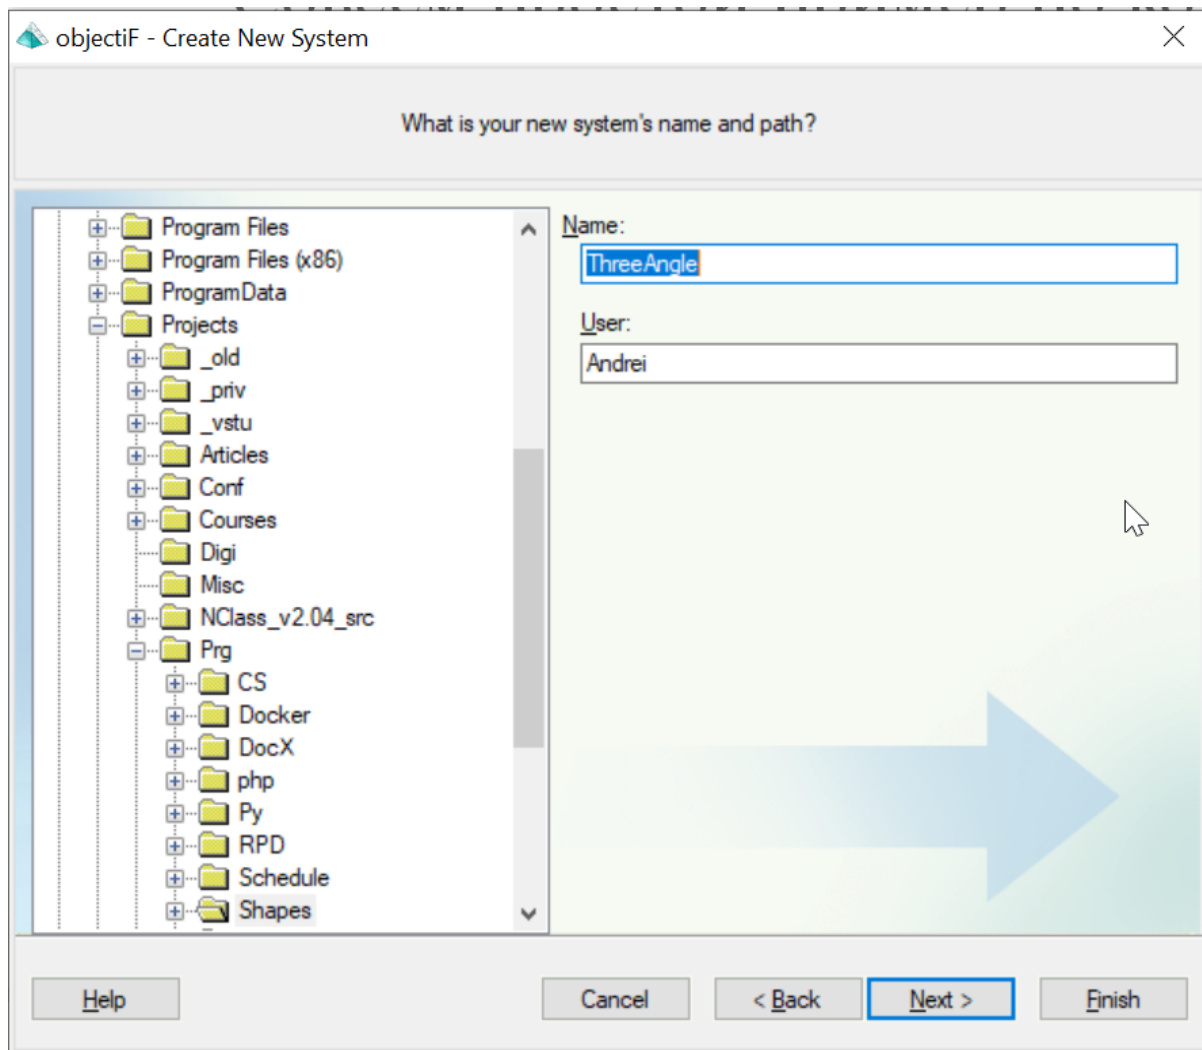 objectiF - Create New System
What is your new system's name and path?
Program Files
Program Files (x86)
ProgramData
Projects
_old
_priv
_vstu
Articles
Conf
Courses
Digi
Misc
NClass_v2.04_src
Prg
CS
Docker
DocX
php
Py
RPD
Schedule
Shapes
Name:
ThreeAngle
User:
Andrei
Help
Cancel
< Back
Next >
Finish